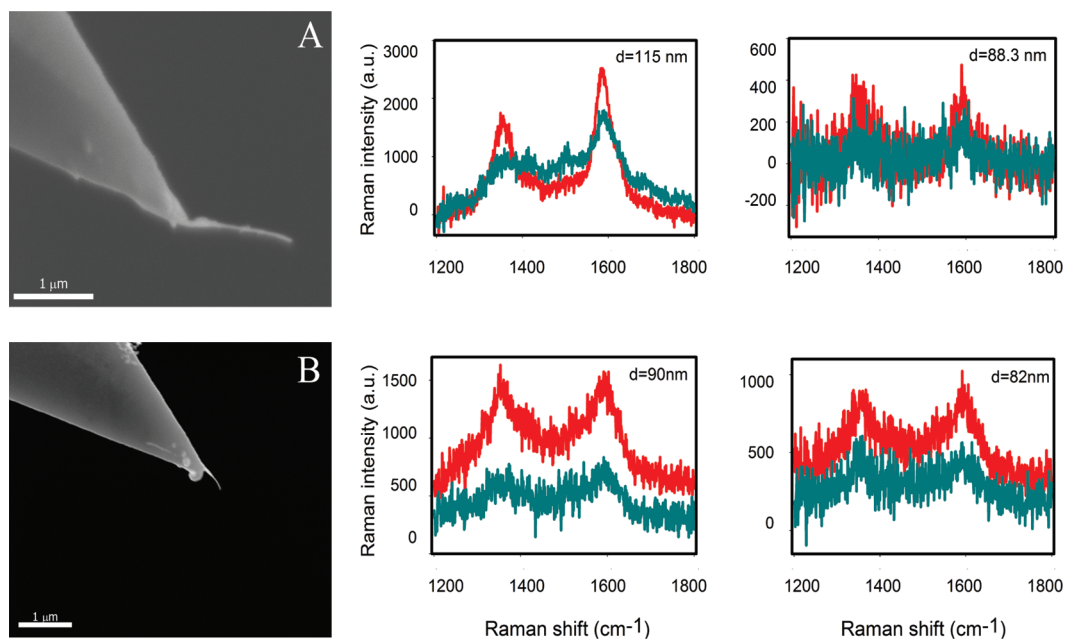 A
1 μm
Raman intensity (a.u.)
3000
2000
1000
0
d=115 nm
1200 1400 1600 1800
600
400
200
0
-200
d=88.3 nm
1200 1400 1600 1800
B
1 μm
Raman intensity (a.u.)
1500
1000
500
0
d=90nm
1200 1400 1600 1800
Raman shift (cm-1)
1000
500
0
d=82nm
1200 1400 1600 1800
Raman shift (cm-1)